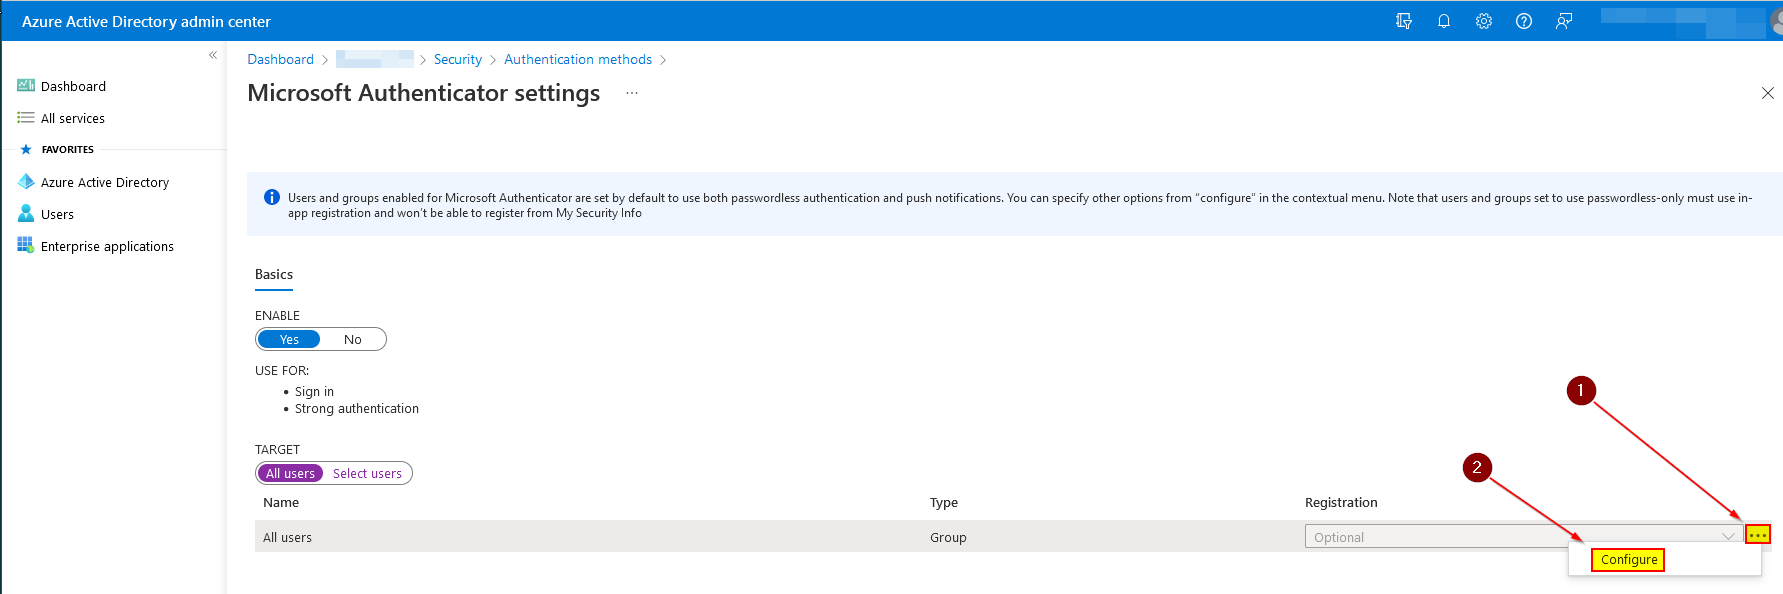 Azure Active Directory admin center
Dashboard > > Security > Authentication methods >
Microsoft Authenticator settings ...
Dashboard
All services
FAVORITES
Azure Active Directory
Users
Enterprise applications
Users and groups enabled for Microsoft Authenticator are set by default to use both passwordless authentication and push notifications. You can specify other options from “configure” in the contextual menu. Note that users and groups set to use passwordless-only must use in-
app registration and won’t be able to register from My Security Info
Basics
ENABLE
Yes No
USE FOR:
• Sign in
• Strong authentication
TARGET
All users Select users
Name Type Registration
All users Group Optional ...
Configure
1
2